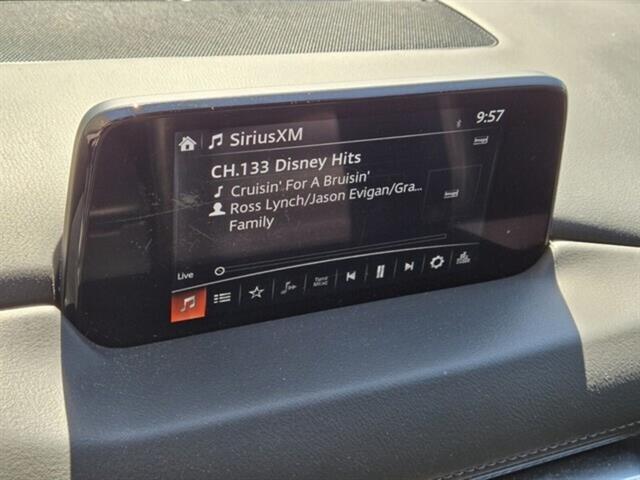 9:57
SiriusXM
CH.133 Disney Hits
Cruisin' For A Bruisin'
Ross Lynch/Jason Evigan/Gra...
Family
Live